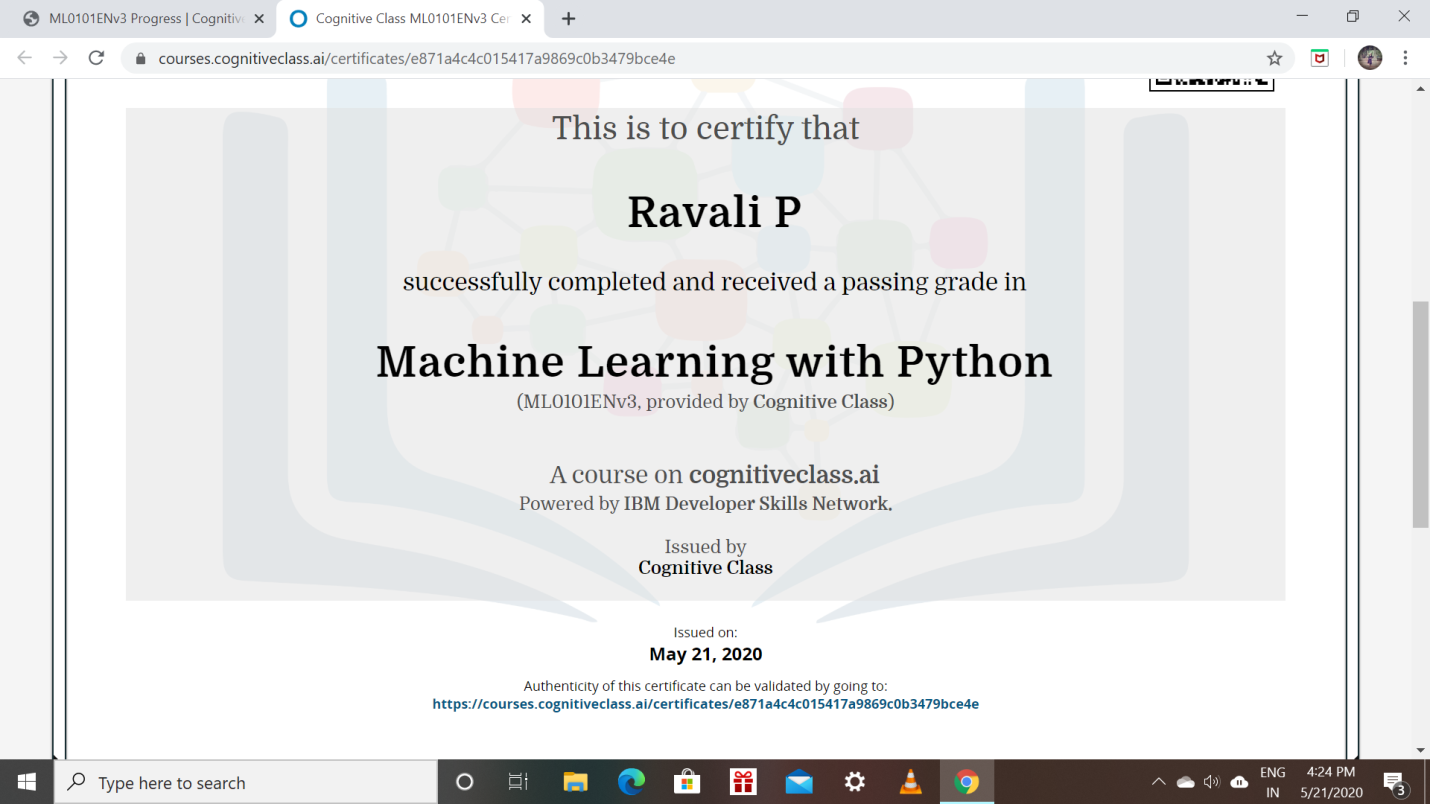 ML0101ENv3 Progress | Cognitive
Cognitive Class ML0101ENv3 Cer
courses.cognitiveclass.ai/certificates/e871a4c4c015417a9869c0b3479bce4e
This is to certify that
Ravali P
successfully completed and received a passing grade in
Machine Learning with Python
(ML0101ENv3, provided by Cognitive Class)
A course on cognitiveclass.ai
Powered by IBM Developer Skills Network.
Issued by
Cognitive Class
Issued on:
May 21, 2020
Authenticity of this certificate can be validated by going to:
https://courses.cognitiveclass.ai/certificates/e871a4c4c015417a9869c0b3479bce4e
Type here to search
ENG
IN
4:24 PM
5/21/2020
3